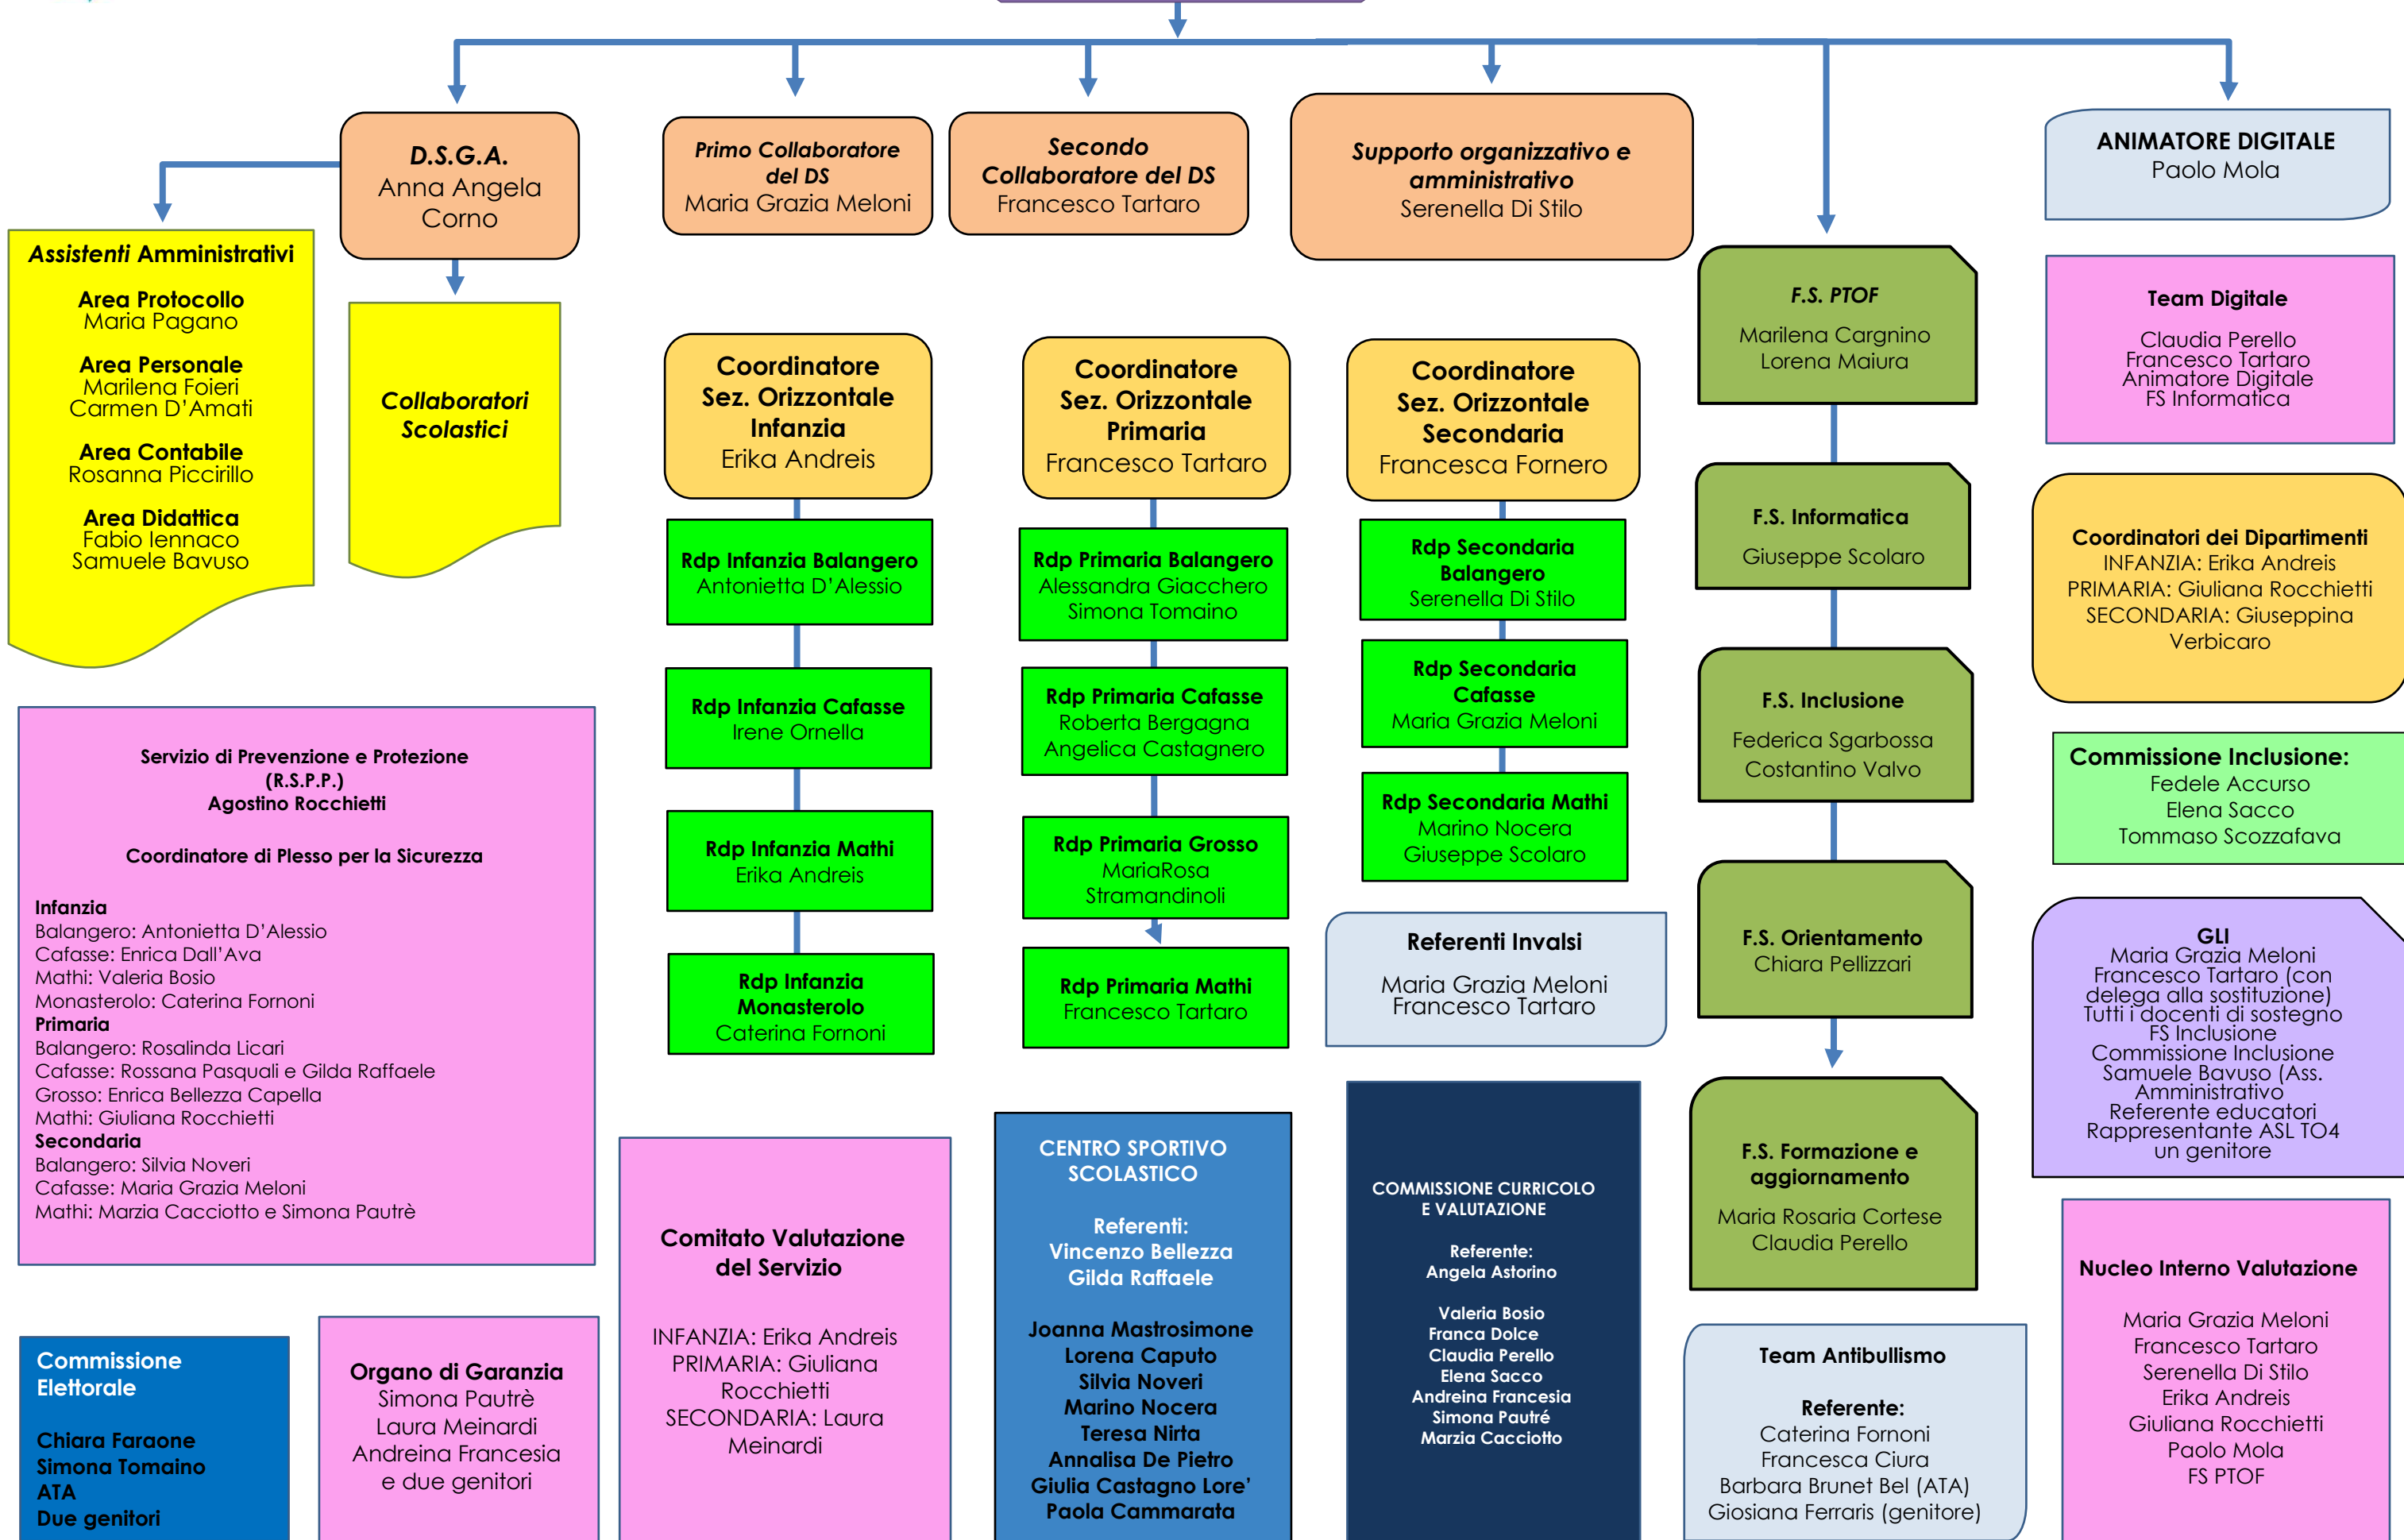 D.S.G.A.
Anna Angela
Corno
Primo Collaboratore
del DS
Maria Grazia Meloni
Secondo
Collaboratore del DS
Francesco Tartaro
Supporto organizzativo e
amministrativo
Serenella Di Stilo
ANIMATORE DIGITALE
Paolo Mola
Assistenti Amministrativi
Area Protocollo
Maria Pagano
Area Personale
Marilena Foieri
Carmen D'Amati
Area Contabile
Rosanna Piccirillo
Area Didattica
Fabio Iennaco
Samuele Bavuso
Collaboratori
Scolastici
Coordinatore
Sez. Orizzontale
Infanzia
Erika Andreis
Rdp Infanzia Balangero
Antonietta D'Alessio
Rdp Infanzia Cafasse
Irene Ornella
Rdp Infanzia Mathi
Erika Andreis
Rdp Infanzia
Monasterolo
Caterina Fornoni
Coordinatore
Sez. Orizzontale
Primaria
Francesco Tartaro
Rdp Primaria Balangero
Alessandra Giacchero
Simona Tomaino
Rdp Primaria Cafasse
Roberta Bergagna
Angelica Castagnero
Rdp Primaria Grosso
MariaRosa
Stramandinoli
Rdp Primaria Mathi
Francesco Tartaro
Coordinatore
Sez. Orizzontale
Secondaria
Francesca Fornero
Rdp Secondaria
Balangero
Serenella Di Stilo
Rdp Secondaria
Cafasse
Maria Grazia Meloni
Rdp Secondaria Mathi
Marino Nocera
Giuseppe Scolaro
Referenti Invalsi
Maria Grazia Meloni
Francesco Tartaro
F.S. PTOF
Marilena Cargnino
Lorena Maiura
F.S. Informatica
Giuseppe Scolaro
F.S. Inclusione
Federica Sgarbossa
Costantino Valvo
F.S. Orientamento
Chiara Pellizzari
F.S. Formazione e
aggiornamento
Maria Rosaria Cortese
Claudia Perello
Team Digitale
Claudia Perello
Francesco Tartaro
Animatore Digitale
FS Informatica
Coordinatori dei Dipartimenti
INFANZIA: Erika Andreis
PRIMARIA: Giuliana Rocchietti
SECONDARIA: Giuseppina
Verbicaro
Commissione Inclusione:
Fedele Accurso
Elena Sacco
Tommaso Scozzafava
GLI
Maria Grazia Meloni
Francesco Tartaro (con
delega alla sostituzione)
Tutti i docenti di sostegno
FS Inclusione
Commissione Inclusione
Samuele Bavuso (Ass.
Amministrativo
Referente educatori
Rappresentante ASL TO4
un genitore
Servizio di Prevenzione e Protezione
(R.S.P.P.)
Agostino Rocchietti
Coordinatore di Plesso per la Sicurezza
Infanzia
Balangero: Antonietta D'Alessio
Cafasse: Enrica Dall'Ava
Mathi: Valeria Bosio
Monasterolo: Caterina Fornoni
Primaria
Balangero: Rosalinda Licari
Cafasse: Rossana Pasquali e Gilda Raffaele
Grosso: Enrica Bellezza Capella
Mathi: Giuliana Rocchietti
Secondaria
Balangero: Silvia Noveri
Cafasse: Maria Grazia Meloni
Mathi: Marzia Cacciotto e Simona Pautrè
Commissione
Elettorale
Chiara Faraone
Simona Tomaino
ATA
Due genitori
Organo di Garanzia
Simona Pautrè
Laura Meinardi
Andreina Francesia
e due genitori
Comitato Valutazione
del Servizio
INFANZIA: Erika Andreis
PRIMARIA: Giuliana
Rocchietti
SECONDARIA: Laura
Meinardi
CENTRO SPORTIVO
SCOLASTICO
Referenti:
Vincenzo Bellezza
Gilda Raffaele
Joanna Mastrosimone
Lorena Caputo
Silvia Noveri
Marino Nocera
Teresa Nirta
Annalisa De Pietro
Giulia Castagno Lore'
Paola Cammarata
COMMISSIONE CURRICOLO
E VALUTAZIONE
Referente:
Angela Astorino
Valeria Bosio
Franca Dolce
Claudia Perello
Elena Sacco
Andreina Francesia
Simona Pautré
Marzia Cacciotto
Team Antibullismo
Referente:
Caterina Fornoni
Francesca Ciura
Barbara Brunet Bel (ATA)
Giosiana Ferraris (genitore)
Nucleo Interno Valutazione
Maria Grazia Meloni
Francesco Tartaro
Serenella Di Stilo
Erika Andreis
Giuliana Rocchietti
Paolo Mola
FS PTOF